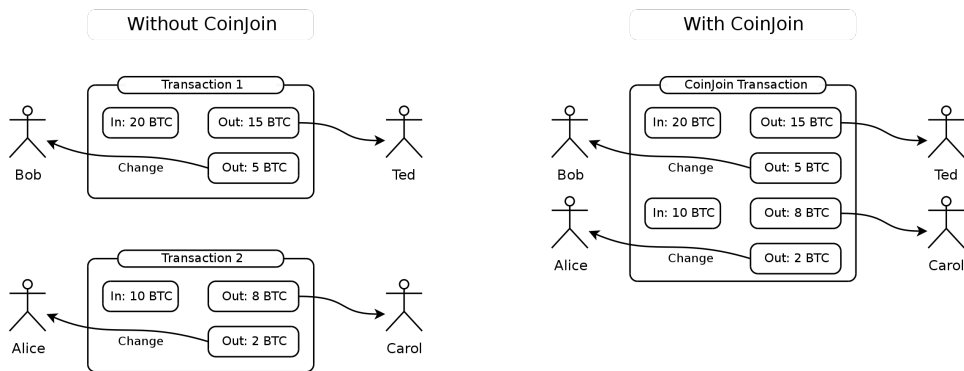 Without CoinJoin
Transaction 1
In: 20 BTC
Out: 15 BTC
Bob
Change
Out: 5 BTC
Ted
Transaction 2
In: 10 BTC
Out: 8 BTC
Alice
Change
Out: 2 BTC
Carol
With CoinJoin
CoinJoin Transaction
In: 20 BTC
Out: 15 BTC
Bob
Change
Out: 5 BTC
Ted
In: 10 BTC
Out: 8 BTC
Alice
Change
Out: 2 BTC
Carol